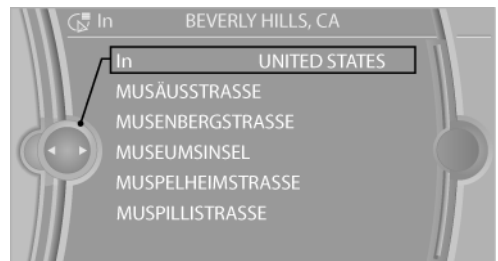 In BEVERLY HILLS, CA
In UNITED STATES
MUSÄUSSTRASSE
MUSENBERGSTRASSE
MUSEUMSINSEL
MUSPELHEIMSTRASSE
MUSPILLISTRASSE